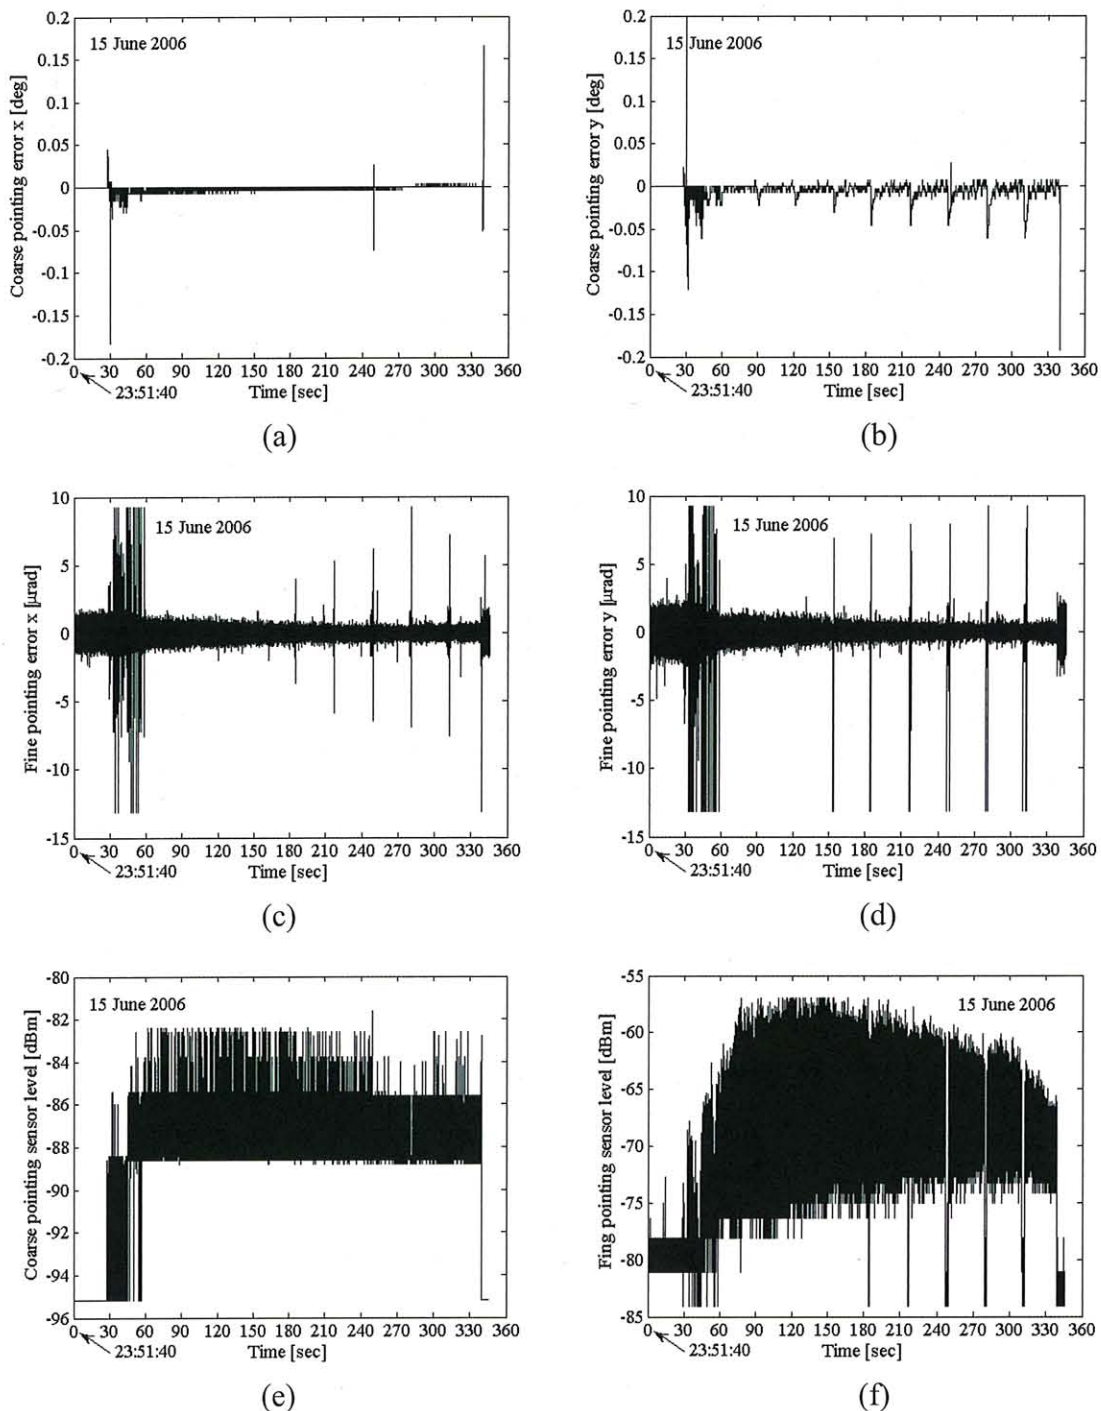 0.2
0.15
0.1
0.05
0
-0.05
-0.1
-0.15
-0.2
Coarse pointing error x [deg]
15 June 2006
0 30 60 90 120 150 180 210 240 270 300 330 360
23:51:40
Time [sec]
(a)
0.2
0.15
0.1
0.05
0
-0.05
-0.1
-0.15
-0.2
Coarse pointing error y [deg]
15 June 2006
0 30 60 90 120 150 180 210 240 270 300 330 360
23:51:40
Time [sec]
(b)
10
5
0
-5
-10
-15
Fine pointing error x [μrad]
15 June 2006
0 30 60 90 120 150 180 210 240 270 300 330 360
23:51:40
Time [sec]
(c)
10
5
0
-5
-10
-15
Fine pointing error y [μrad]
15 June 2006
0 30 60 90 120 150 180 210 240 270 300 330 360
23:51:40
Time [sec]
(d)
-80
-82
-84
-86
-88
-90
-92
-94
-96
Coarse pointing sensor level [dBm]
15 June 2006
0 30 60 90 120 150 180 210 240 270 300 330 360
23:51:40
Time [sec]
(e)
-55
-60
-65
-70
-75
-80
-85
Fing pointing sensor level [dBm]
15 June 2006
0 30 60 90 120 150 180 210 240 270 300 330 360
23:51:40
Time [sec]
(f)